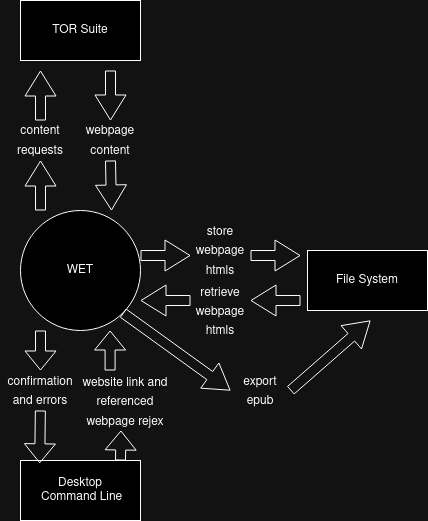 TOR Suite
content
requests
webpage
content
WET
store
webpage
htmls
retrieve
webpage
htmls
File System
confirmation
and errors
website link and
referenced
webpage rejex
export
epub
Desktop
Command Line